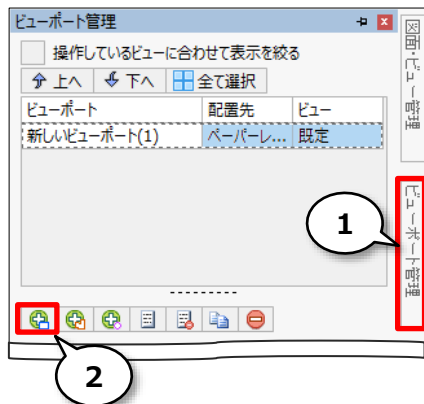 ビューポート管理
操作しているビューに合わせて表示を絞る
上へ 下へ 全て選択
ビューポート 配置先 ビュー
新しいビューポート(1) ペーパーレ... 既定
図面・ビュー管理
ビューポート管理
1
2